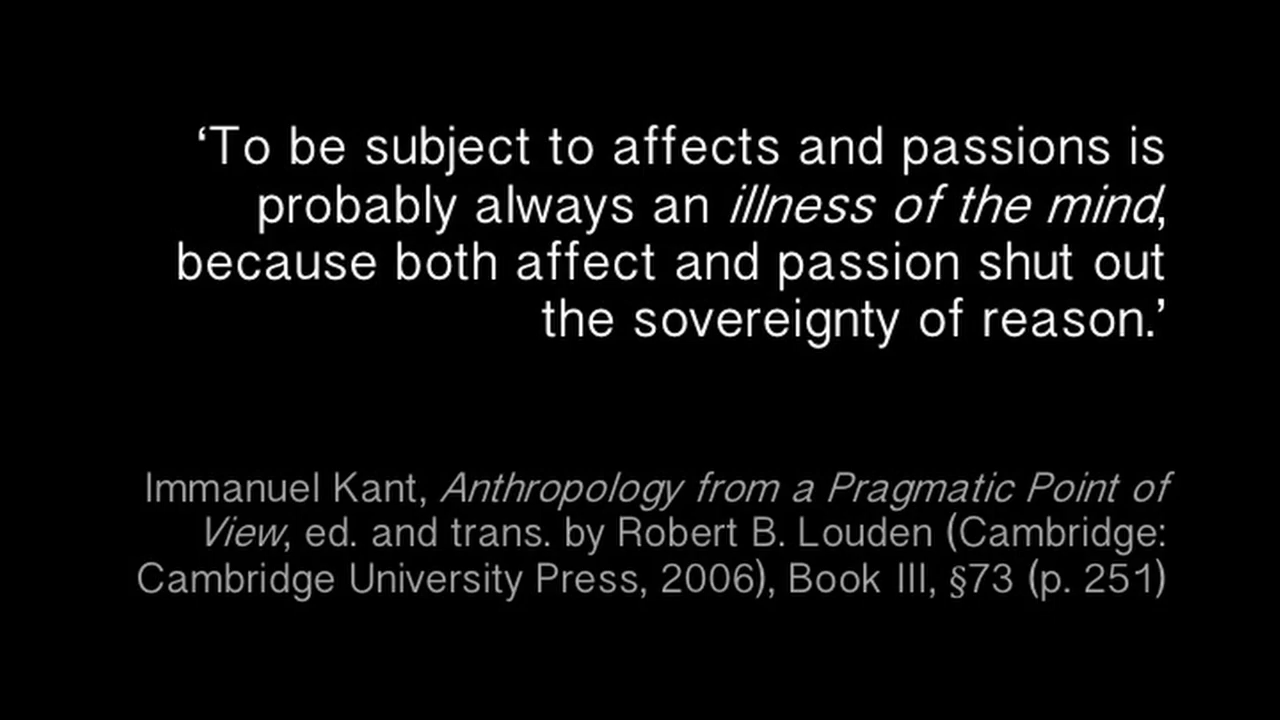 ‘To be subject to affects and passions is
probably always an illness of the mind,
because both affect and passion shut out
the sovereignty of reason.’
Immanuel Kant, Anthropology from a Pragmatic Point of
View, ed. and trans. by Robert B. Louden (Cambridge:
Cambridge University Press, 2006), Book III, §73 (p. 251)